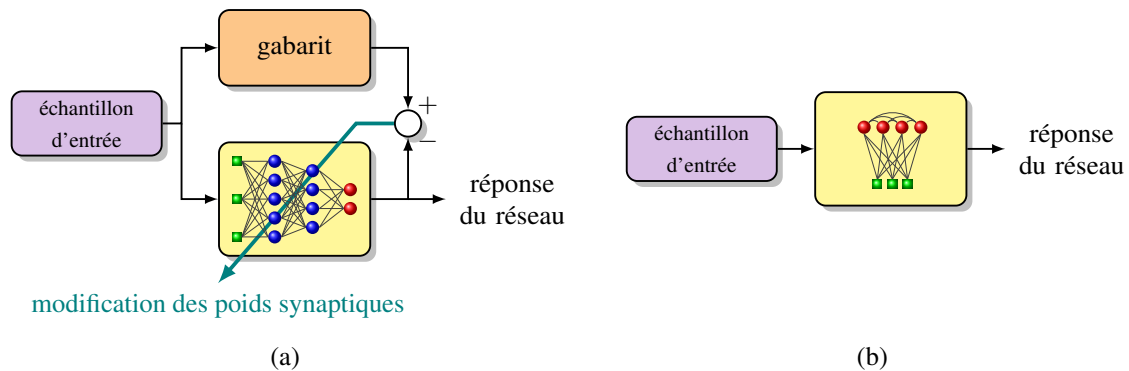 gabarit
échantillon
d'entrée
+
−
réponse
du réseau
modification des poids synaptiques
(a)
échantillon
d'entrée
réponse
du réseau
(b)